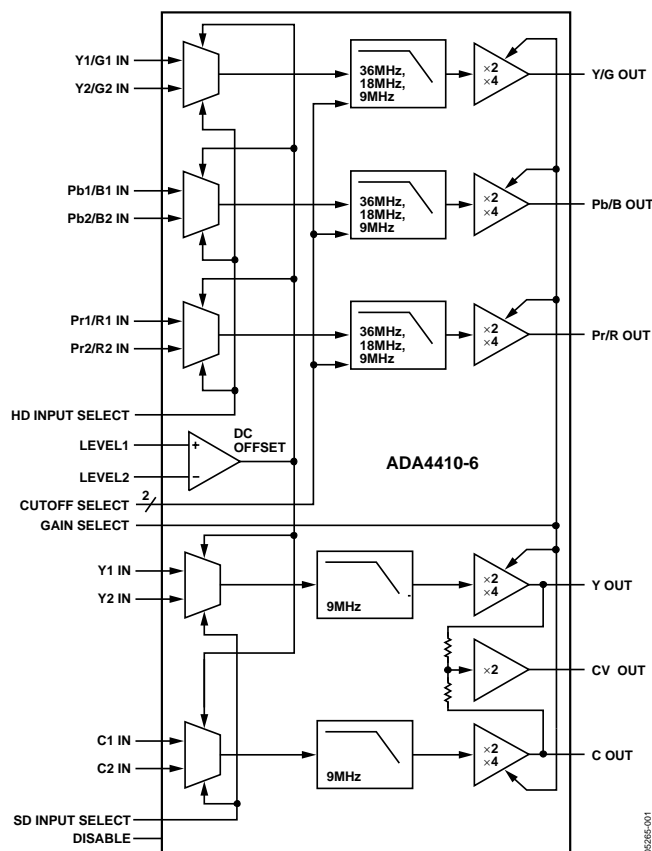 Y1/G1 IN
Y2/G2 IN
36MHz,
18MHz,
9MHz
×2
×4
Y/G OUT
Pb1/B1 IN
Pb2/B2 IN
36MHz,
18MHz,
9MHz
×2
×4
Pb/B OUT
Pr1/R1 IN
Pr2/R2 IN
36MHz,
18MHz,
9MHz
×2
×4
Pr/R OUT
HD INPUT SELECT
LEVEL1
LEVEL2
+
–
DC
OFFSET
ADA4410-6
CUTOFF SELECT
2
GAIN SELECT
Y1 IN
Y2 IN
9MHz
×2
×4
Y OUT
×2
CV OUT
C1 IN
C2 IN
9MHz
×2
×4
C OUT
SD INPUT SELECT
DISABLE
05265-001